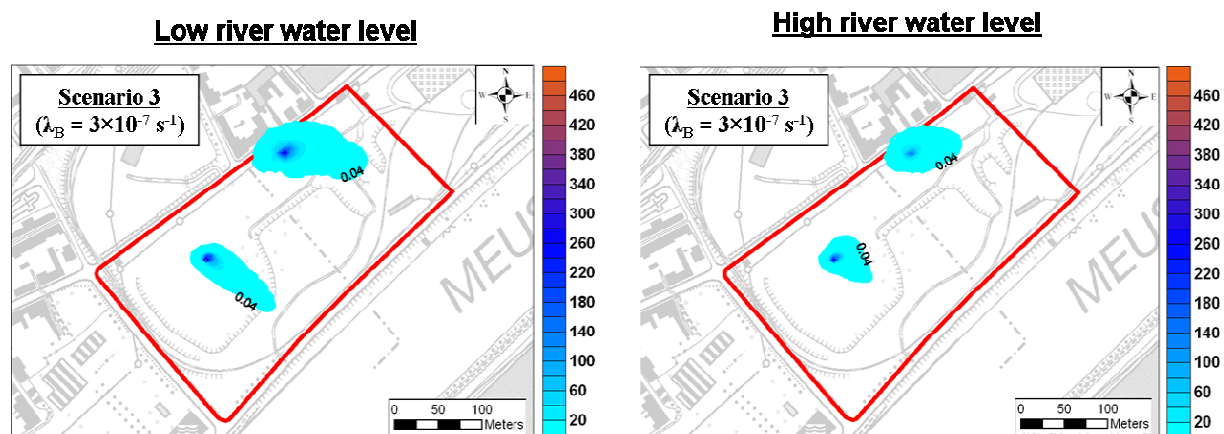 Low river water level
High river water level
Scenario 3
(λB = 3×10-7 s-1)
N
W E
S
460
420
380
340
300
260
220
180
140
100
60
20
0.04
0.04
MEUS
0 50 100
Meters
Scenario 3
(λB = 3×10-7 s-1)
N
W E
S
460
420
380
340
300
260
220
180
140
100
60
20
0.04
0.04
MEUS
0 50 100
Meters